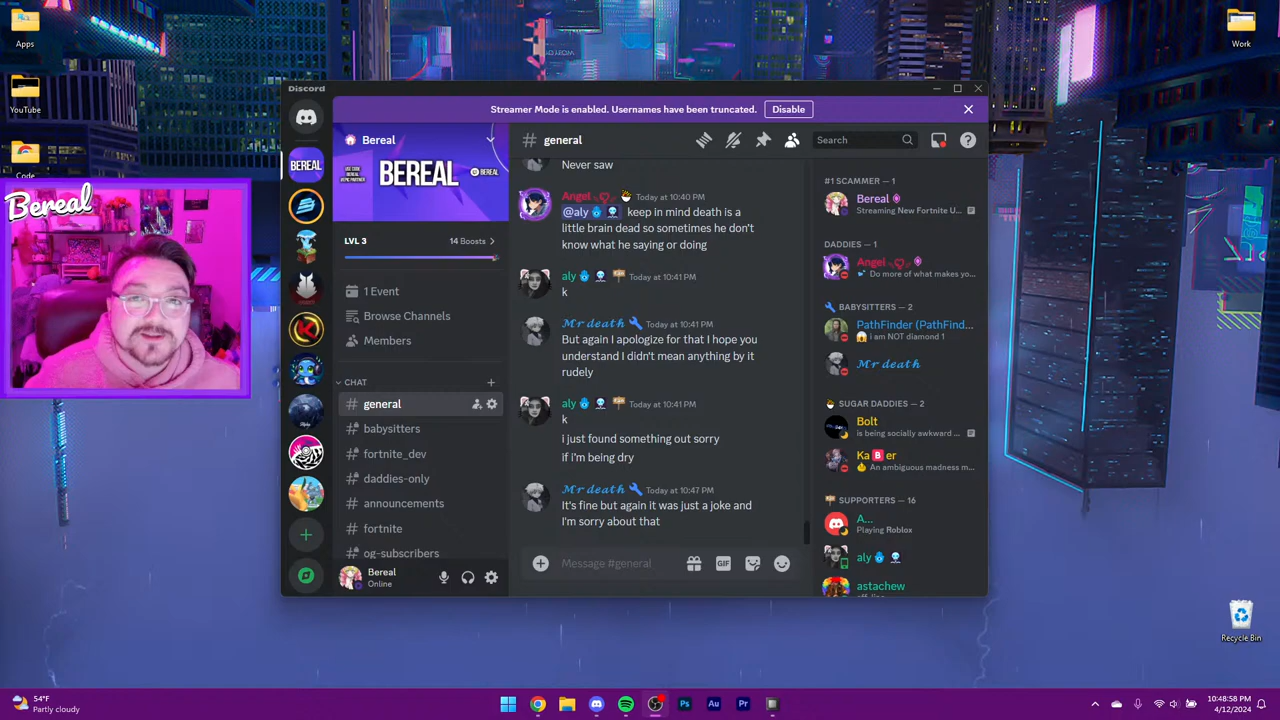 Apps
YouTube
Code
Work
Recycle Bin
Bereal
Discord
Streamer Mode is enabled. Usernames have been truncated.
Disable
Bereal
BEREAL
BEREAL
BEREAL
LVL 3
14 Boosts
1 Event
Browse Channels
Members
CHAT
general
babysitters
fortnite_dev
daddies-only
announcements
fortnite
og-subscribers
Bereal
Online
BEREAL
general
Search
Never saw
Angel
Today at 10:40 PM
@aly keep in mind death is a
little brain dead so sometimes he don't
know what he saying or doing
aly
Today at 10:41 PM
k
Mr death
Today at 10:41 PM
But again I apologize for that I hope you
understand I didn't mean anything by it
rudely
aly
Today at 10:41 PM
k
i just found something out sorry
if i'm being dry
Mr death
Today at 10:47 PM
It's fine but again it was just a joke and
I'm sorry about that
Message #general
GIF
#1 SCAMMER — 1
Bereal
Streaming New Fortnite U...
DADDIES — 1
Angel
Do more of what makes yo...
BABYSITTERS — 2
PathFinder (PathFind...
i am NOT diamond 1
Mr death
SUGAR DADDIES — 2
Bolt
is being socially awkward ...
Ka B er
An ambiguous madness m...
SUPPORTERS — 16
A...
Playing Roblox
aly
astachew
54°F
Partly cloudy
Ps
Au
Pr
10:48:58 PM
4/12/2024